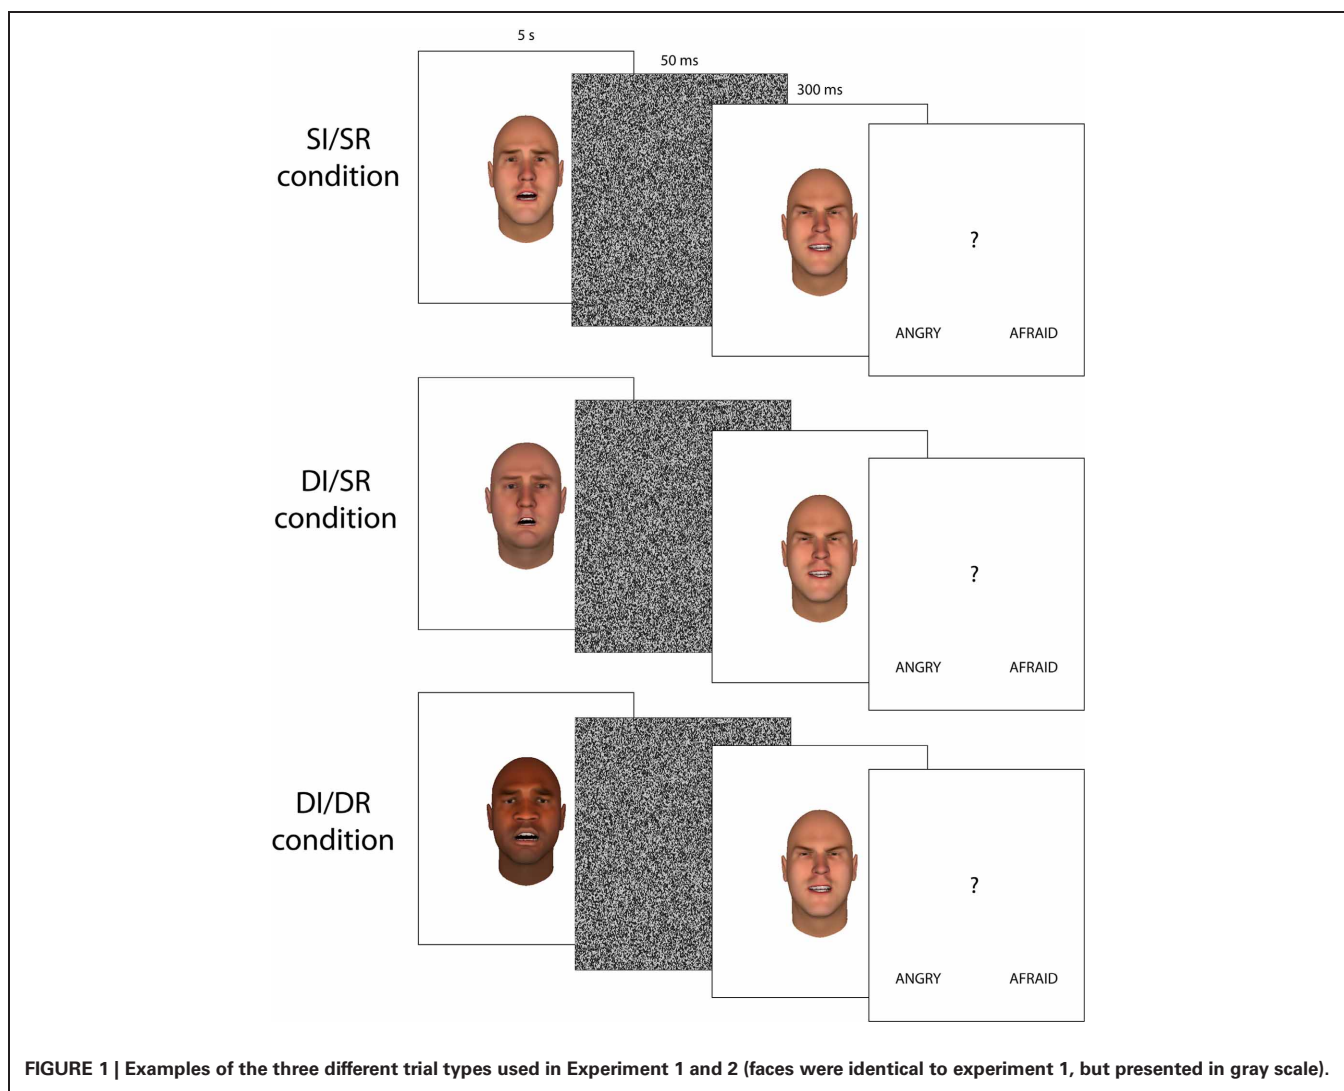 5 s
50 ms
300 ms
SI/SR
condition
?
ANGRY AFRAID
DI/SR
condition
?
ANGRY AFRAID
DI/DR
condition
?
ANGRY AFRAID
FIGURE 1 | Examples of the three different trial types used in Experiment 1 and 2 (faces were identical to experiment 1, but presented in gray scale).